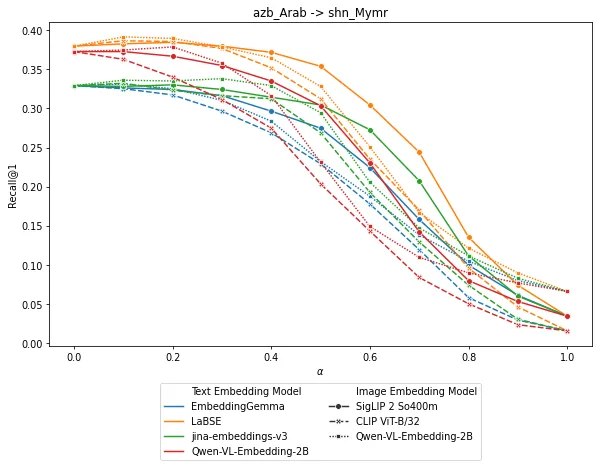 azb_Arab -> shn_Mymr
Recall@1
0.40
0.35
0.30
0.25
0.20
0.15
0.10
0.05
0.00
0.0 0.2 0.4 0.6 0.8 1.0
α
Text Embedding Model
EmbeddingGemma
LaBSE
jina-embeddings-v3
Qwen-VL-Embedding-2B
Image Embedding Model
SigLIP 2 So400m
CLIP ViT-B/32
Qwen-VL-Embedding-2B